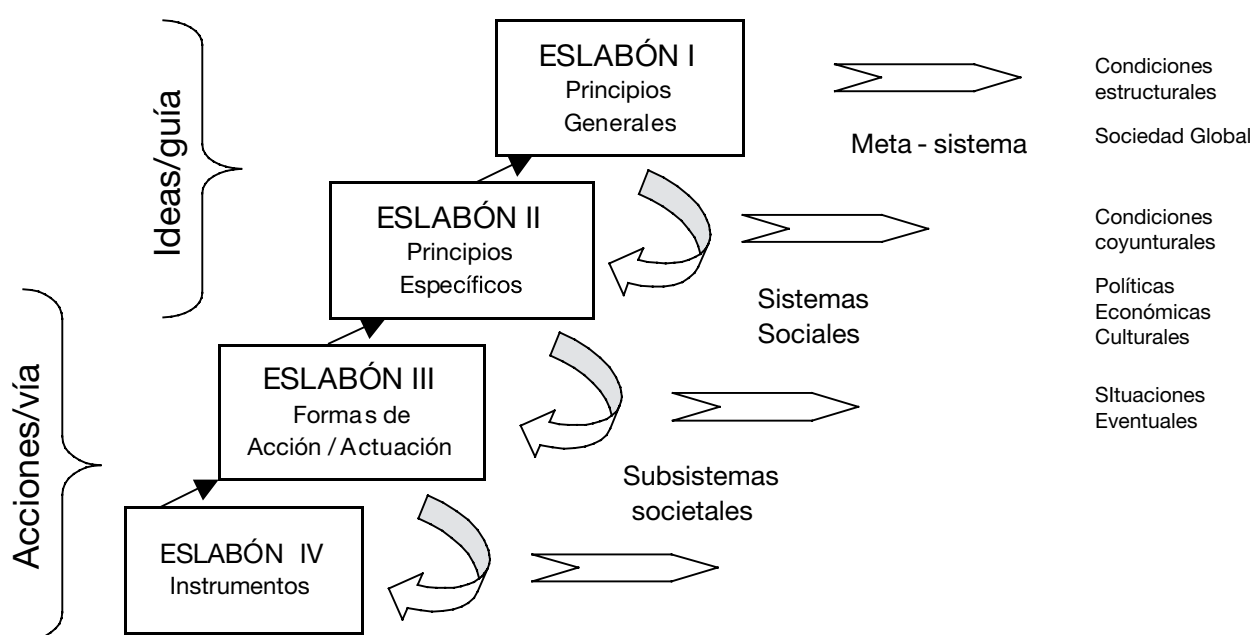 Ideas/guía
Acciones/vía
ESLABÓN I
Principios
Generales
ESLABÓN II
Principios
Específicos
ESLABÓN III
Formas de
Acción / Actuación
ESLABÓN IV
Instrumentos
Meta - sistema
Sistemas
Sociales
Subsistemas
societales
Condiciones
estructurales
Sociedad Global
Condiciones
coyunturales
Políticas
Económicas
Culturales
SItuaciones
Eventuales